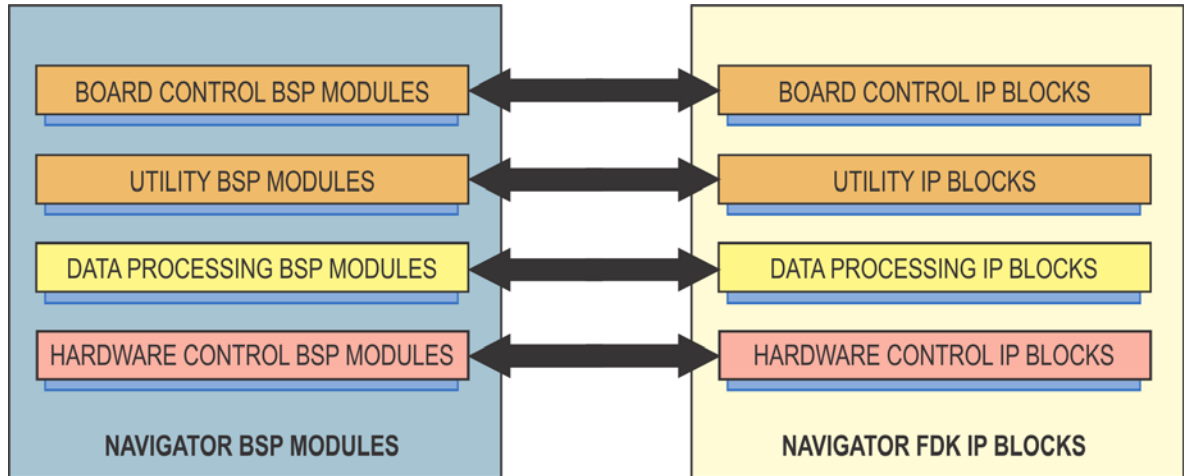 BOARD CONTROL BSP MODULES
BOARD CONTROL IP BLOCKS
UTILITY BSP MODULES
UTILITY IP BLOCKS
DATA PROCESSING BSP MODULES
DATA PROCESSING IP BLOCKS
HARDWARE CONTROL BSP MODULES
HARDWARE CONTROL IP BLOCKS
NAVIGATOR BSP MODULES
NAVIGATOR FDK IP BLOCKS